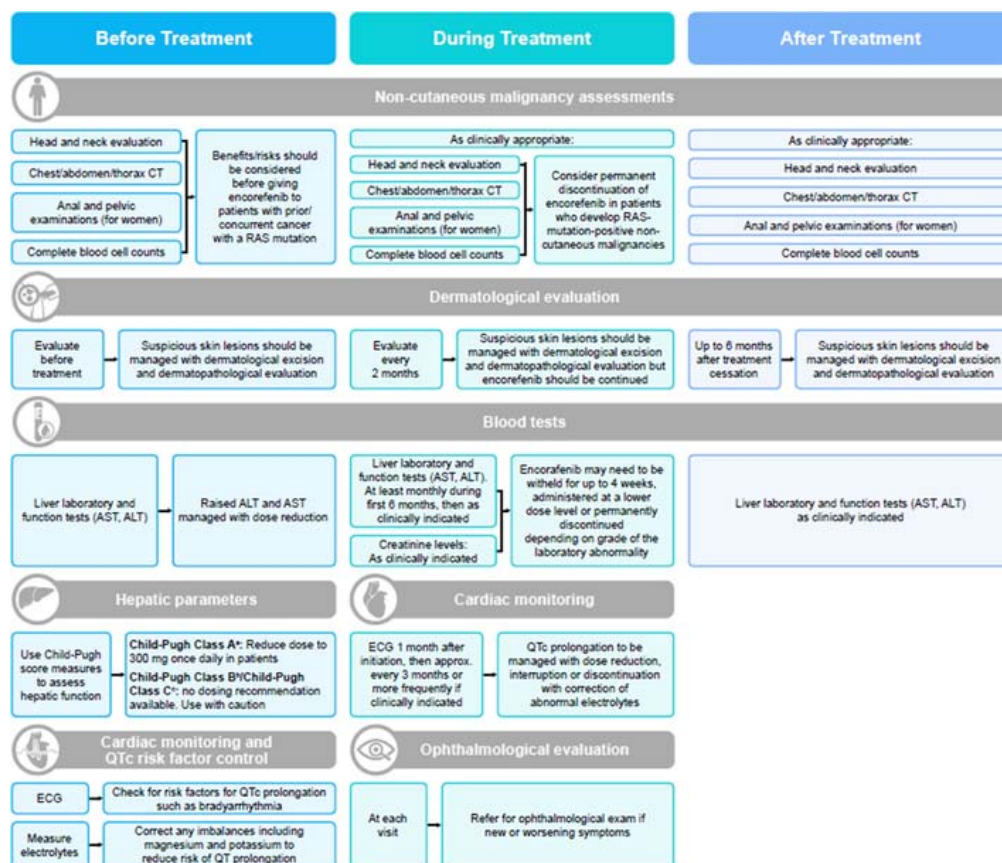 Before Treatment
During Treatment
After Treatment
Non-cutaneous malignancy assessments
Head and neck evaluation
Chest/abdomen/thorax CT
Anal and pelvic
examinations (for women)
Complete blood cell counts
Benefits/risks should
be considered
before giving
encorefenib to
patients with prior/
concurrent cancer
with a RAS mutation
As clinically appropriate:
Head and neck evaluation
Chest/abdomen/thorax CT
Anal and pelvic
examinations (for women)
Complete blood cell counts
Consider permanent
discontinuation of
encorefenib in patients
who develop RAS-
mutation-positive non-
cutaneous malignancies
As clinically appropriate:
Head and neck evaluation
Chest/abdomen/thorax CT
Anal and pelvic examinations (for women)
Complete blood cell counts
Dermatological evaluation
Evaluate
before
treatment
Suspicious skin lesions should be
managed with dermatological excision
and dermatopathological evaluation
Evaluate
every
2 months
Suspicious skin lesions should be
managed with dermatological excision
and dermatopathological evaluation but
encorefenib should be continued
Up to 6 months
after treatment
cessation
Suspicious skin lesions should be
managed with dermatological excision
and dermatopathological evaluation
Blood tests
Liver laboratory and
function tests (AST, ALT)
Raised ALT and AST
managed with dose reduction
Liver laboratory and
function tests (AST, ALT).
At least monthly during
first 6 months, then as
clinically indicated
Creatinine levels:
As clinically indicated
Encorafenib may need to be
witheld for up to 4 weeks,
administered at a lower
dose level or permanently
discontinued
depending on grade of the
laboratory abnormality
Liver laboratory and function tests (AST, ALT)
as clinically indicated
Hepatic parameters
Use Child-Pugh
score measures
to assess
hepatic function
Child-Pugh Class Aᵃ: Reduce dose to
300 mg once daily in patients
Child-Pugh Class Bᵇ/Child-Pugh
Class Cᶜ: no dosing recommendation
available. Use with caution
Cardiac monitoring
ECG 1 month after
initiation, then approx.
every 3 months or
more frequently if
clinically indicated
QTc prolongation to be
managed with dose reduction,
interruption or discontinuation
with correction of
abnormal electrolytes
Cardiac monitoring and
QTc risk factor control
ECG
Check for risk factors for QTc prolongation
such as bradyarrhythmia
Measure
electrolytes
Correct any imbalances including
magnesium and potassium to
reduce risk of QT prolongation
Ophthalmological evaluation
At each
visit
Refer for ophthalmological exam if
new or worsening symptoms